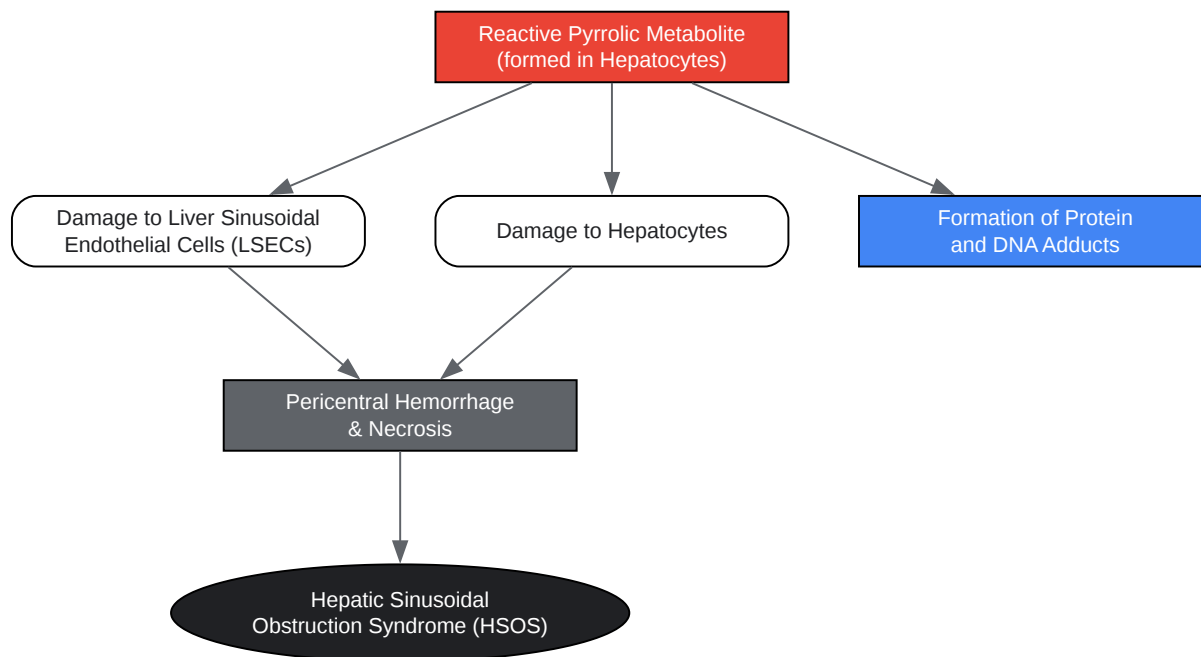 Reactive Pyrrolic Metabolite
(formed in Hepatocytes)
Damage to Liver Sinusoidal
Endothelial Cells (LSECs)
Damage to Hepatocytes
Formation of Protein
and DNA Adducts
Pericentral Hemorrhage
& Necrosis
Hepatic Sinusoidal
Obstruction Syndrome (HSOS)